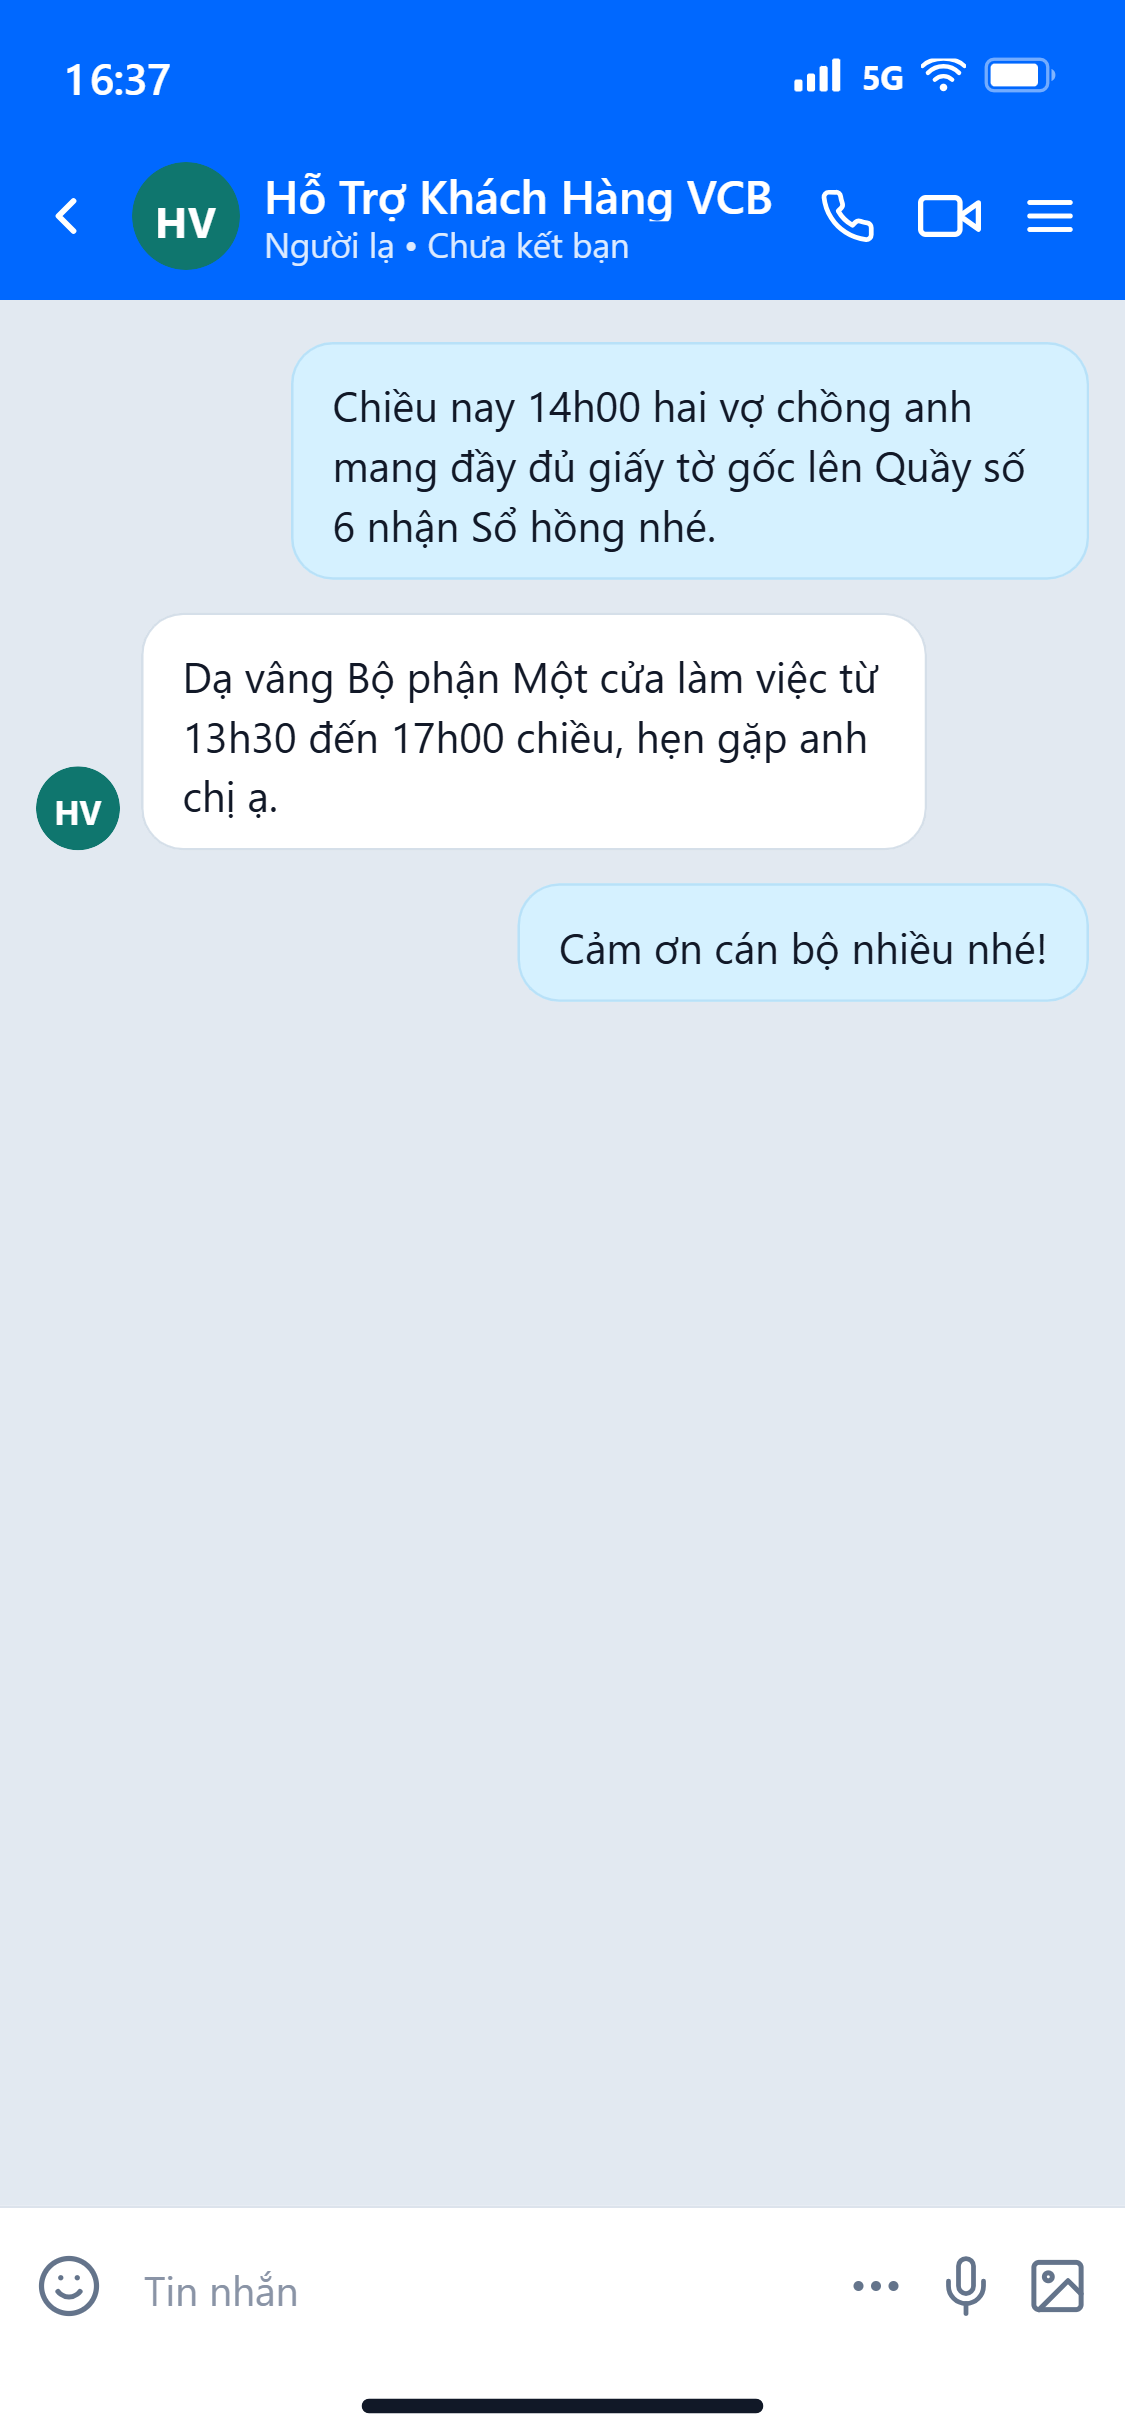 16:37
5G
HV
Hỗ Trợ Khách Hàng VCB
Người lạ • Chưa kết bạn
Chiều nay 14h00 hai vợ chồng anh
mang đầy đủ giấy tờ gốc lên Quầy số
6 nhận Sổ hồng nhé.
Dạ vâng Bộ phận Một cửa làm việc từ
13h30 đến 17h00 chiều, hẹn gặp anh
chị ạ.
HV
Cảm ơn cán bộ nhiều nhé!
Tin nhắn